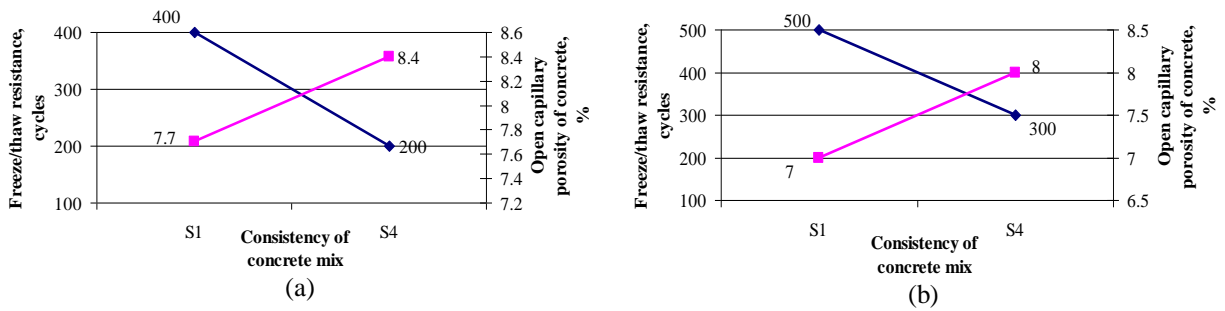 Freeze/thaw resistance,
cycles
400
300
200
100
400
7.7
8.4
200
8.6
8.4
8.2
8
7.8
7.6
7.4
7.2
Open capillary
porosity of concrete,
%
S1
S4
Consistency of
concrete mix
(a)
Freeze/thaw resistance,
cycles
500
400
300
200
100
500
7
8
300
8.5
8
7.5
7
6.5
Open capillary
porosity of concrete,
%
S1
S4
Consistency of
concrete mix
(b)